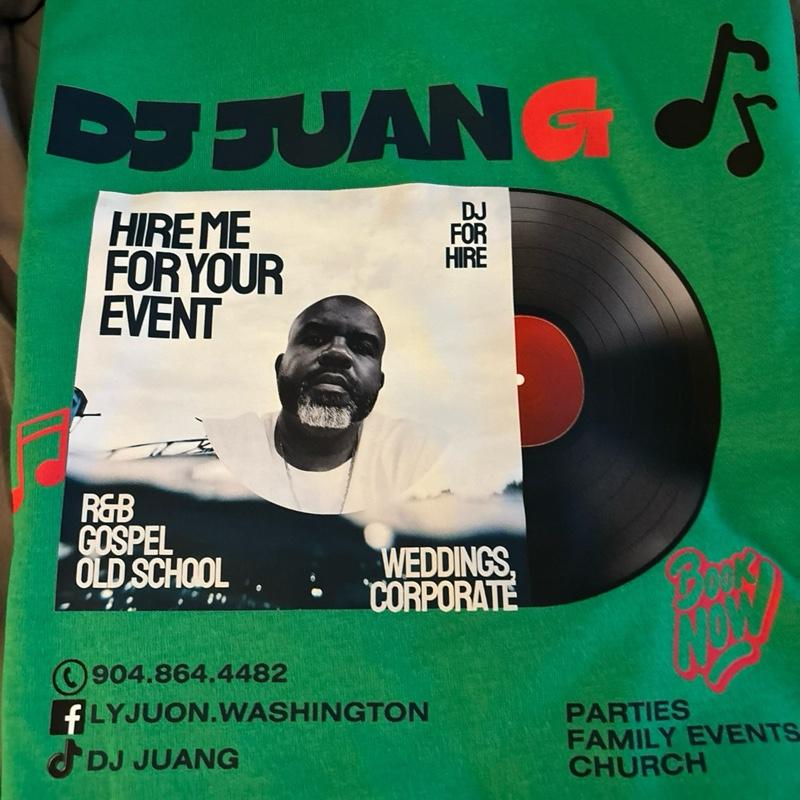 DJ JUAN G
HIRE ME
FOR YOUR
EVENT
DJ
FOR
HIRE
R&B
GOSPEL
OLD SCHOOL
WEDDINGS,
CORPORATE
BOOK
NOW
904.864.4482
LYJUON.WASHINGTON
DJ JUANG
PARTIES
FAMILY EVENTS
CHURCH